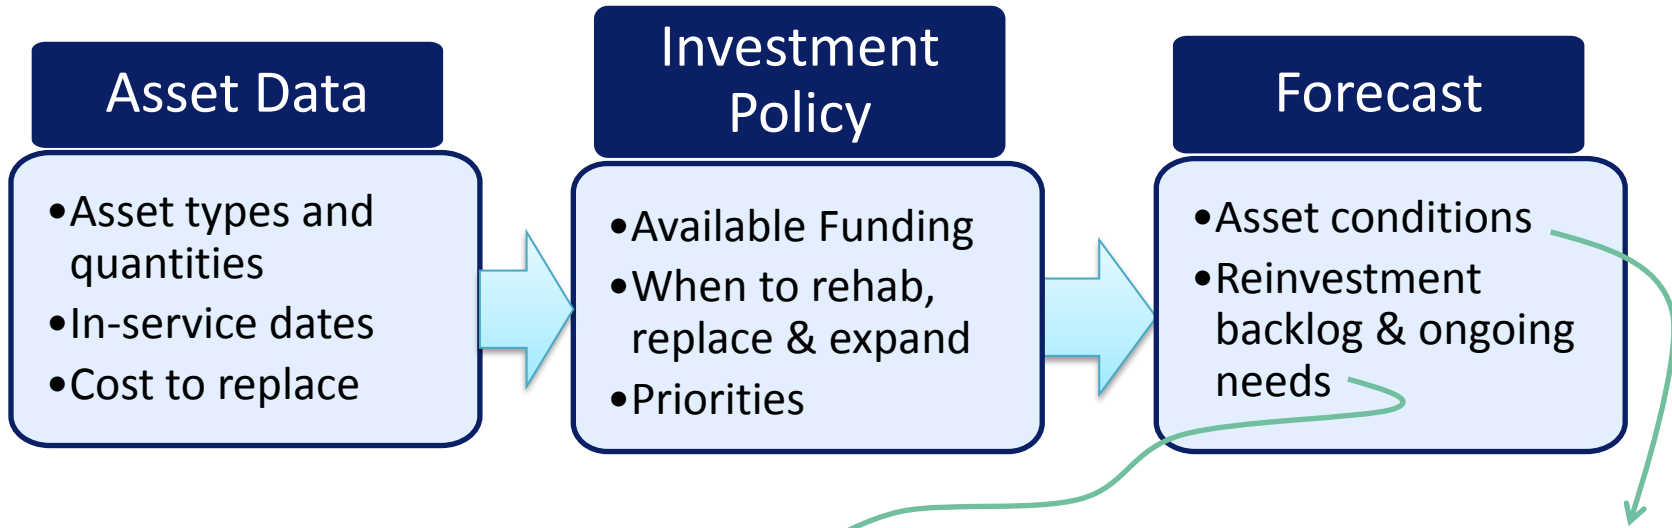 Asset Data
•Asset types and
quantities
•In-service dates
•Cost to replace
Investment
Policy
•Available Funding
•When to rehab,
replace & expand
•Priorities
Forecast
•Asset conditions
•Reinvestment
backlog & ongoing
needs